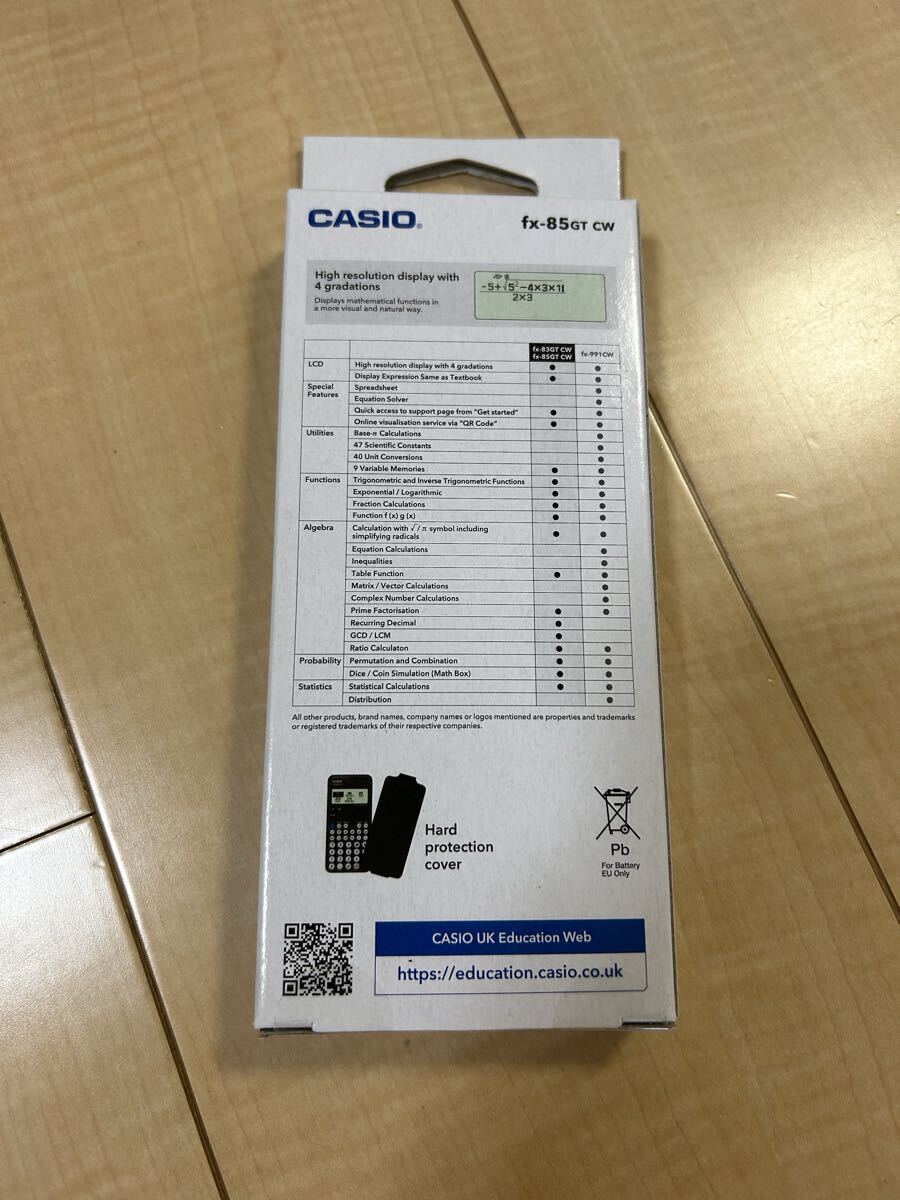 CASIO®
fx-85GT CW
High resolution display with
4 gradations
Displays mathematical functions in
a more visual and natural way.
-5+√5²-4×3×1
2×3
fx-83GT CW
fx-85GT CW
fx-991CW
LCD
High resolution display with 4 gradations ● ●
Display Expression Same as Textbook ● ●
Special
Features
Spreadsheet ●
Equation Solver ●
Quick access to support page from "Get started" ● ●
Online visualisation service via "QR Code" ● ●
Utilities
Base-n Calculations ●
47 Scientific Constants ●
40 Unit Conversions ●
9 Variable Memories ● ●
Functions
Trigonometric and Inverse Trigonometric Functions ● ●
Exponential / Logarithmic ● ●
Fraction Calculations ● ●
Function f (x) g (x) ● ●
Algebra
Calculation with √ / π symbol including
simplifying radicals ● ●
Equation Calculations ●
Inequalities ●
Table Function ● ●
Matrix / Vector Calculations ●
Complex Number Calculations ●
Prime Factorisation ● ●
Recurring Decimal ●
GCD / LCM ●
Ratio Calculaton ● ●
Probability
Permutation and Combination ● ●
Dice / Coin Simulation (Math Box) ● ●
Statistics
Statistical Calculations ● ●
Distribution ●
All other products, brand names, company names or logos mentioned are properties and trademarks
or registered trademarks of their respective companies.
Hard
protection
cover
Pb
For Battery
EU Only
CASIO UK Education Web
https://education.casio.co.uk